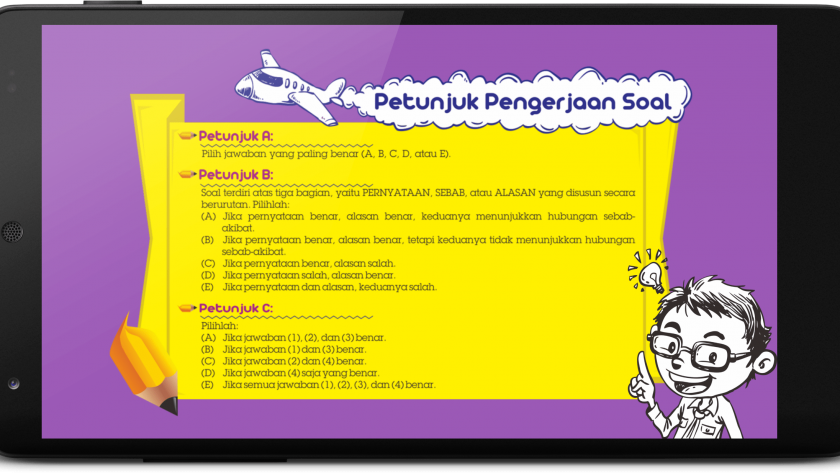 Petunjuk Pengerjaan Soal
Petunjuk A:
Pilih jawaban yang paling benar (A, B, C, D, atau E).
Petunjuk B:
Soal terdiri atas tiga bagian, yaitu PERNYATAAN, SEBAB, atau ALASAN yang disusun secara
berurutan. Pilihlah:
(A) Jika pernyataan benar, alasan benar, keduanya menunjukkan hubungan sebab-
akibat.
(B) Jika pernyataan benar, alasan benar, tetapi keduanya tidak menunjukkan hubungan
sebab-akibat.
(C) Jika pernyataan benar, alasan salah.
(D) Jika pernyataan salah, alasan benar.
(E) Jika pernyataan dan alasan, keduanya salah.
Petunjuk C:
Pilihlah:
(A) Jika jawaban (1), (2), dan (3) benar.
(B) Jika jawaban (1) dan (3) benar.
(C) Jika jawaban (2) dan (4) benar.
(D) Jika jawaban (4) saja yang benar.
(E) Jika semua jawaban (1), (2), (3), dan (4) benar.